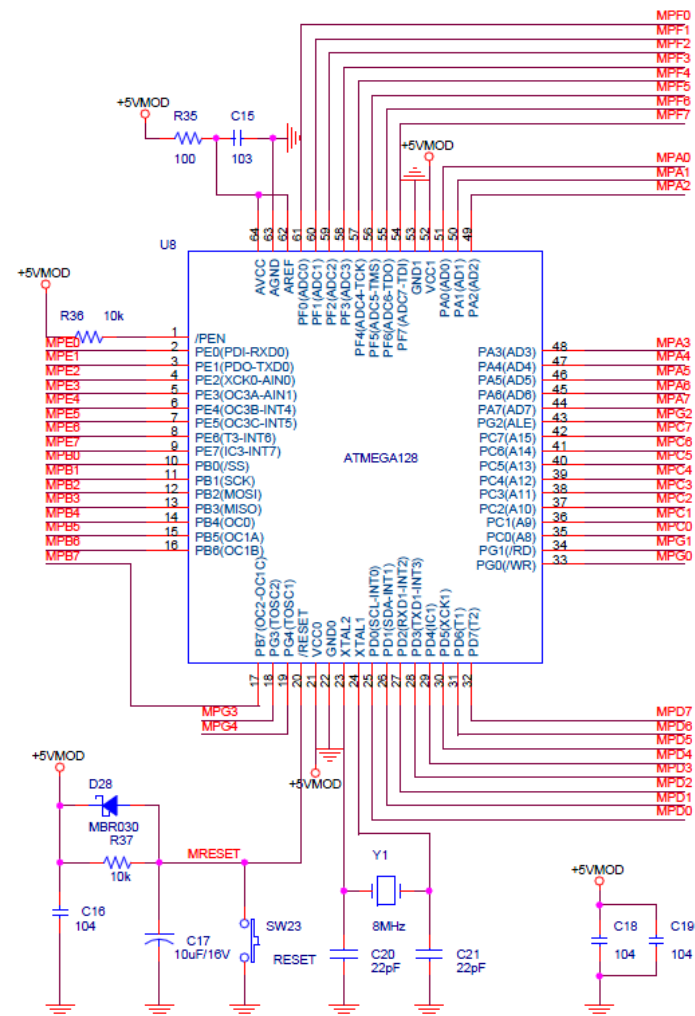 MPF0
MPF1
MPF2
MPF3
MPF4
MPF5
MPF6
MPF7
+5VMOD
R35
C15
100
103
+5VMOD
MPA0
MPA1
MPA2
64
63
62
61
60
59
58
57
56
55
54
53
52
51
50
49
U8
AVCC
AGND
AREF
PF0(ADC0)
PF1(ADC1)
PF2(ADC2)
PF3(ADC3)
PF4(ADC4-TCK)
PF5(ADC5-TMS)
PF6(ADC6-TDO)
PF7(ADC7-TDI)
GND1
VCC1
PA0(AD0)
PA1(AD1)
PA2(AD2)
+5VMOD
R36
10k
1
/PEN
MPE0 2 PE0(PDI-RXD0)
MPE1 3 PE1(PDO-TXD0)
MPE2 4 PE2(XCK0-AIN0)
MPE3 5 PE3(OC3A-AIN1)
MPE4 6 PE4(OC3B-INT4)
MPE5 7 PE5(OC3C-INT5)
MPE6 8 PE6(T3-INT6)
MPE7 9 PE7(IC3-INT7)
MPB0 10 PB0(/SS)
MPB1 11 PB1(SCK)
MPB2 12 PB2(MOSI)
MPB3 13 PB3(MISO)
MPB4 14 PB4(OC0)
MPB5 15 PB5(OC1A)
MPB6 16 PB6(OC1B)
MPB7
ATMEGA128
PA3(AD3) 48 MPA3
PA4(AD4) 47 MPA4
PA5(AD5) 46 MPA5
PA6(AD6) 45 MPA6
PA7(AD7) 44 MPA7
PG2(ALE) 43 MPG2
PC7(A15) 42 MPC7
PC6(A14) 41 MPC6
PC5(A13) 40 MPC5
PC4(A12) 39 MPC4
PC3(A11) 38 MPC3
PC2(A10) 37 MPC2
PC1(A9) 36 MPC1
PC0(A8) 35 MPC0
PG1(/RD) 34 MPG1
PG0(/WR) 33 MPG0
PB7(OC2-OC1C)
PG3(TOSC2)
PG4(TOSC1)
/RESET
VCC0
GND0
XTAL2
XTAL1
PD0(SCL-INT0)
PD1(SDA-INT1)
PD2(RXD1-INT2)
PD3(TXD1-INT3)
PD4(IC1)
PD5(XCK1)
PD6(T1)
PD7(T2)
17
18
19
20
21
22
23
24
25
26
27
28
29
30
31
32
MPG3
MPG4
MPD7
MPD6
MPD5
MPD4
MPD3
MPD2
MPD1
MPD0
+5VMOD
+5VMOD
D28
MBR030
R37
10k
MRESET
C16
104
C17
10uF/16V
SW23
RESET
Y1
8MHz
C20
22pF
C21
22pF
+5VMOD
C18
104
C19
104